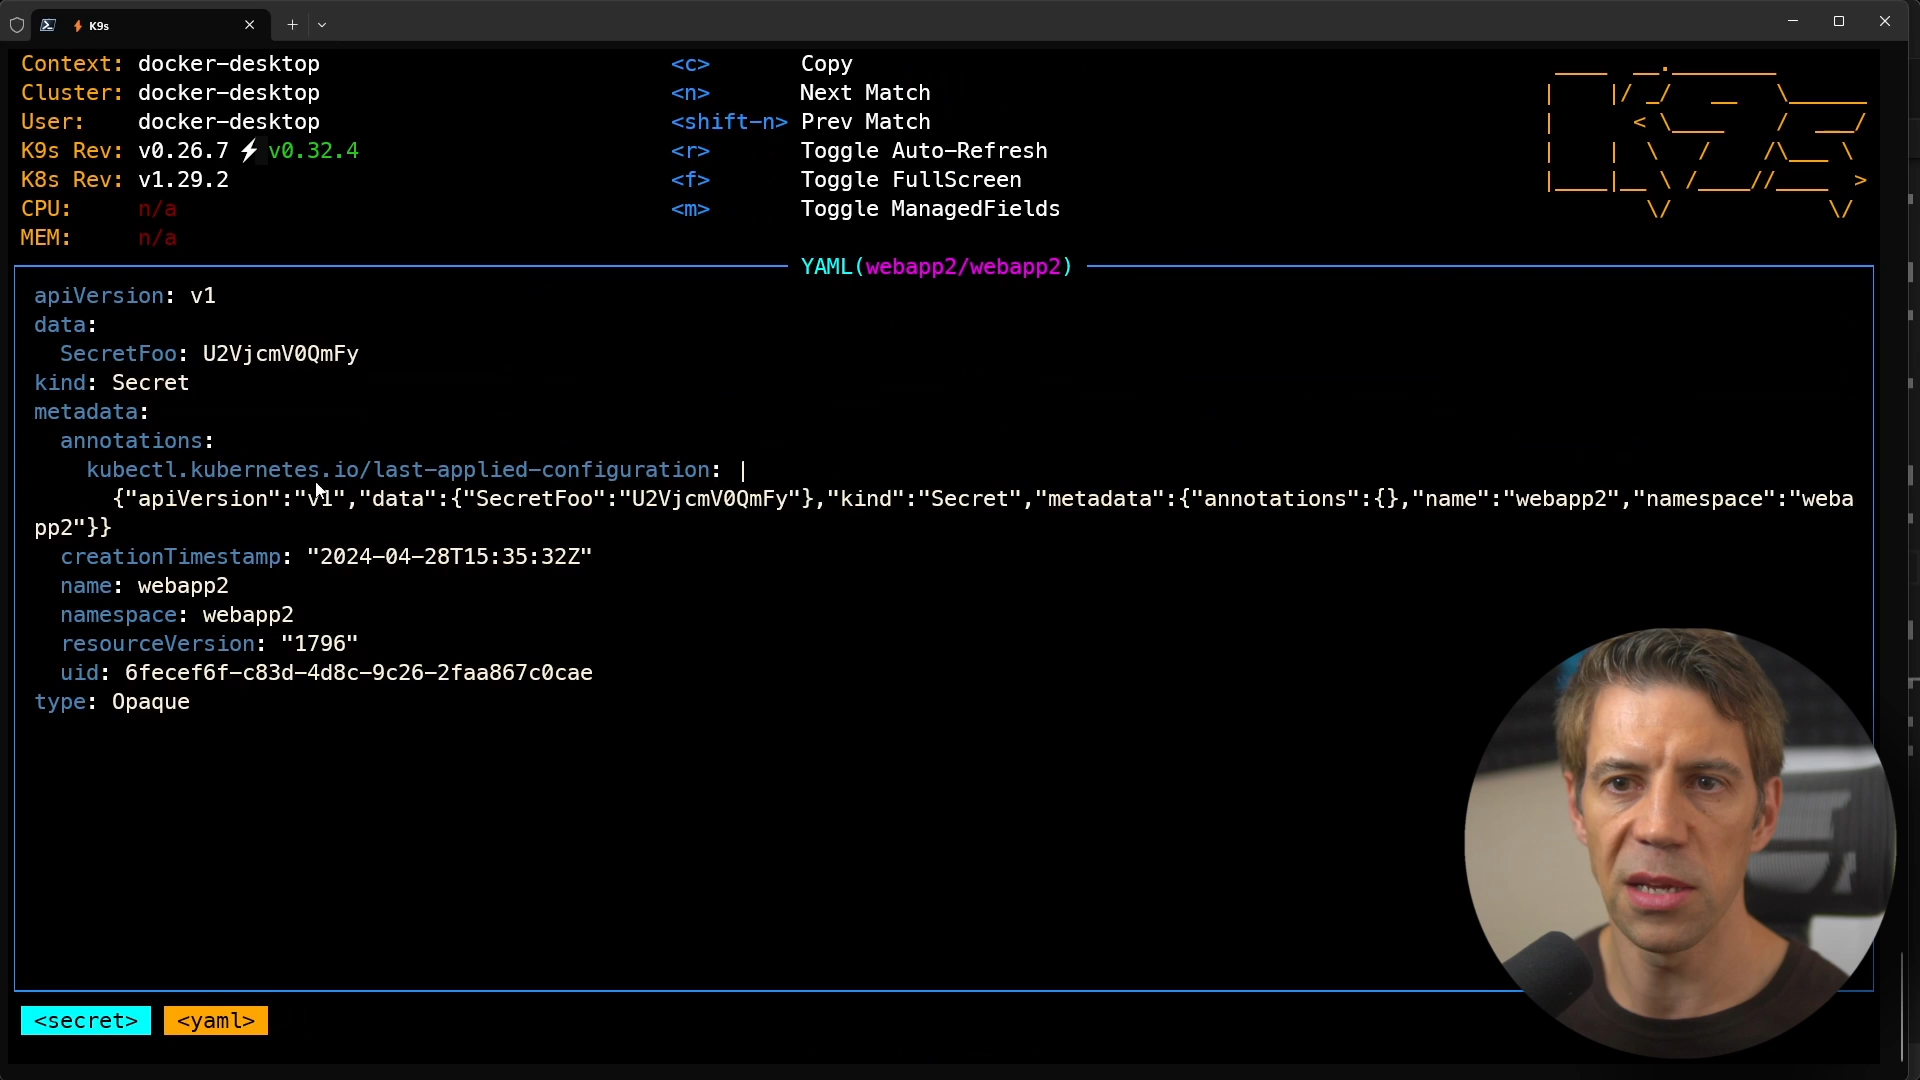 K9s
Context: docker-desktop
Cluster: docker-desktop
User: docker-desktop
K9s Rev: v0.26.7 ⚡ v0.32.4
K8s Rev: v1.29.2
CPU: n/a
MEM: n/a
<c> Copy
<n> Next Match
<shift-n> Prev Match
<r> Toggle Auto-Refresh
<f> Toggle FullScreen
<m> Toggle ManagedFields
YAML(webapp2/webapp2)
apiVersion: v1
data:
  SecretFoo: U2VjcmV0QmFy
kind: Secret
metadata:
  annotations:
    kubectl.kubernetes.io/last-applied-configuration: |
      {"apiVersion":"v1","data":{"SecretFoo":"U2VjcmV0QmFy"},"kind":"Secret","metadata":{"annotations":{},"name":"webapp2","namespace":"weba
pp2"}}
  creationTimestamp: "2024-04-28T15:35:32Z"
  name: webapp2
  namespace: webapp2
  resourceVersion: "1796"
  uid: 6fecef6f-c83d-4d8c-9c26-2faa867c0cae
type: Opaque
<secret> <yaml>